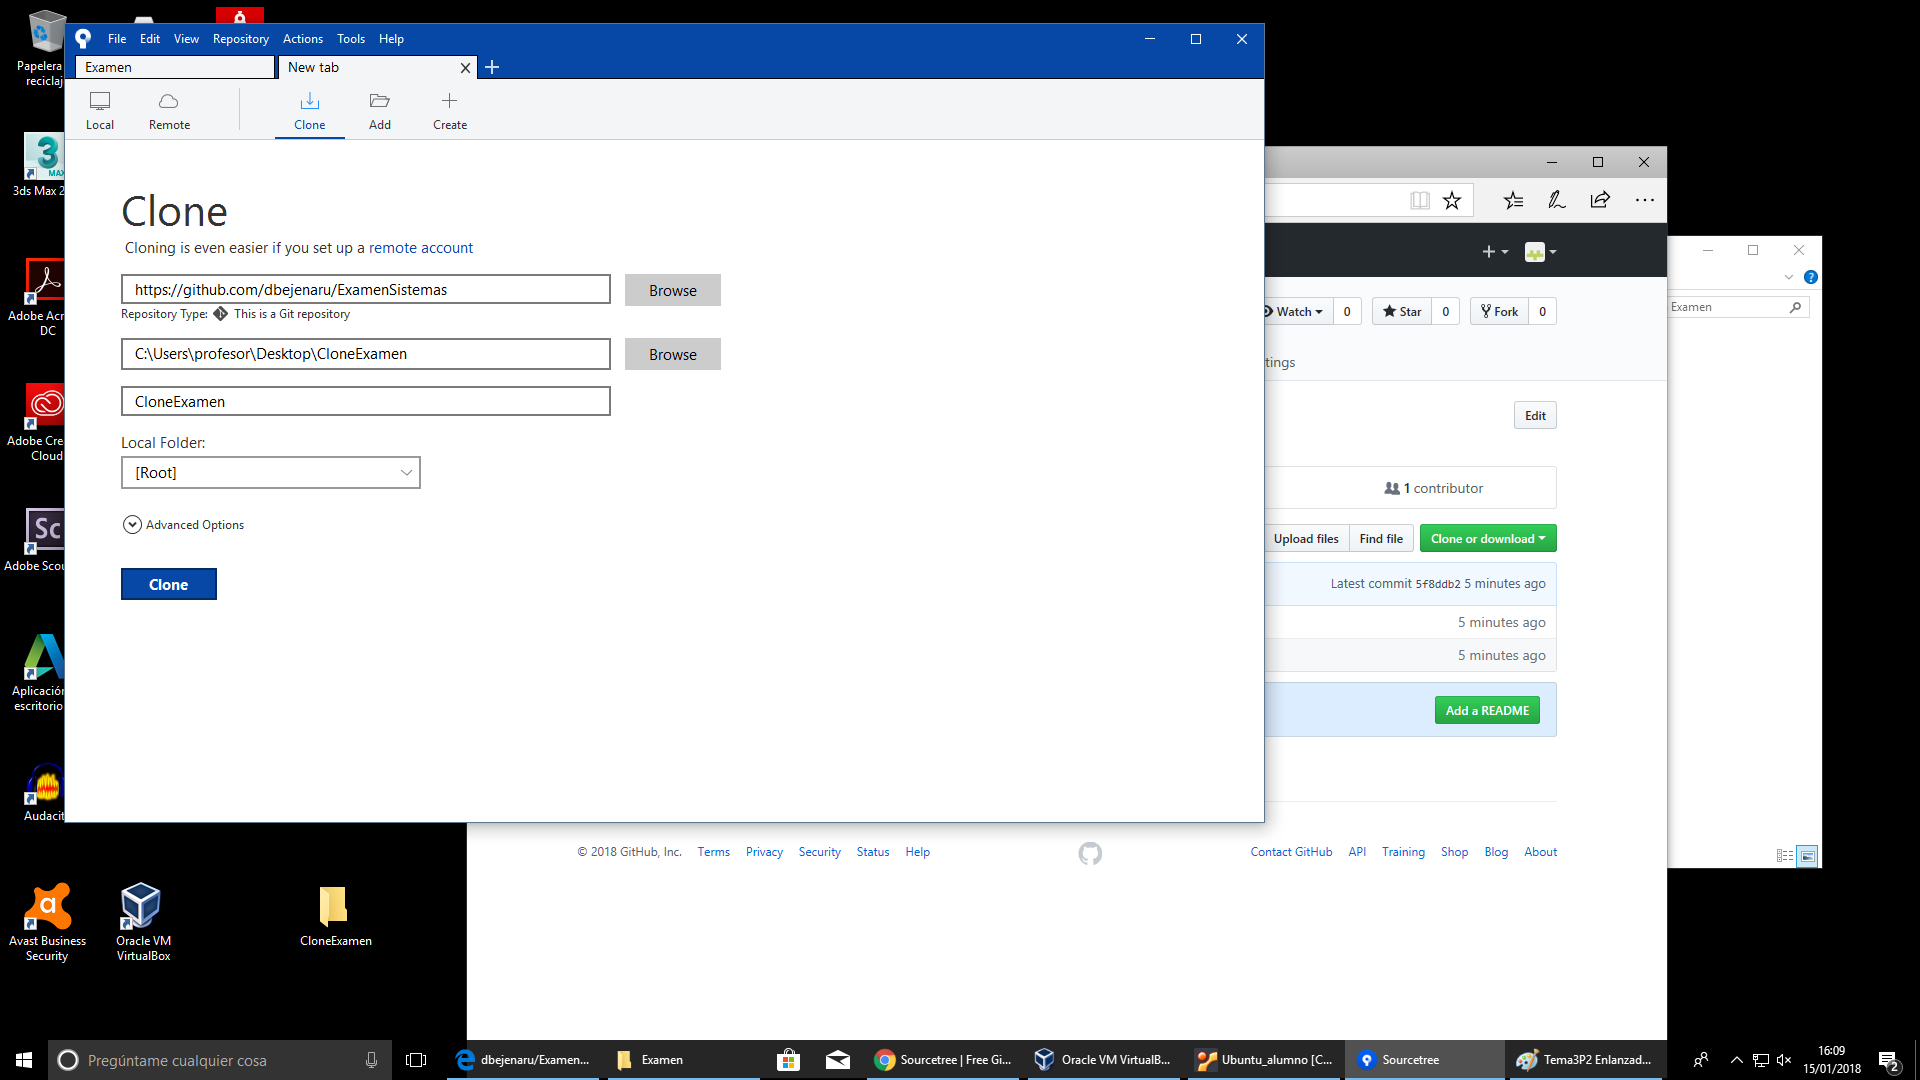 Papelera
reciclaj
3ds Max 2
Adobe Acr
DC
Adobe Cre
Cloud
Adobe Scou
Aplicación
escritorio
Audacit
Avast Business
Security
Oracle VM
VirtualBox
CloneExamen
File Edit View Repository Actions Tools Help
Examen
New tab
Local
Remote
Clone
Add
Create
Clone
Cloning is even easier if you set up a remote account
https://github.com/dbejenaru/ExamenSistemas
Browse
Repository Type: This is a Git repository
C:\Users\profesor\Desktop\CloneExamen
Browse
CloneExamen
Local Folder:
[Root]
Advanced Options
Clone
Watch 0
Star 0
Fork 0
tings
Edit
1 contributor
Upload files
Find file
Clone or download
Latest commit 5f8ddb2 5 minutes ago
5 minutes ago
5 minutes ago
Add a README
© 2018 GitHub, Inc. Terms Privacy Security Status Help
Contact GitHub API Training Shop Blog About
Examen
Pregúntame cualquier cosa
dbejenaru/Examen...
Examen
Sourcetree | Free Gi...
Oracle VM VirtualB...
Ubuntu_alumno [C...
Sourcetree
Tema3P2 Enlanzad...
16:09
15/01/2018
2